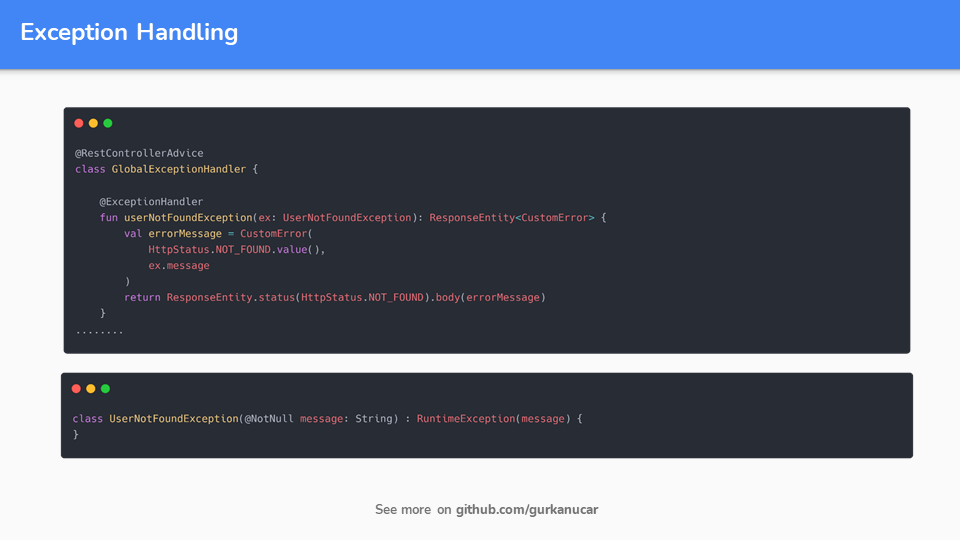 Exception Handling
@RestControllerAdvice
class GlobalExceptionHandler {
    @ExceptionHandler
    fun userNotFoundException(ex: UserNotFoundException): ResponseEntity<CustomError> {
        val errorMessage = CustomError(
            HttpStatus.NOT_FOUND.value(),
            ex.message
        )
        return ResponseEntity.status(HttpStatus.NOT_FOUND).body(errorMessage)
    }
........
class UserNotFoundException(@NotNull message: String) : RuntimeException(message) {
}
See more on github.com/gurkanucar